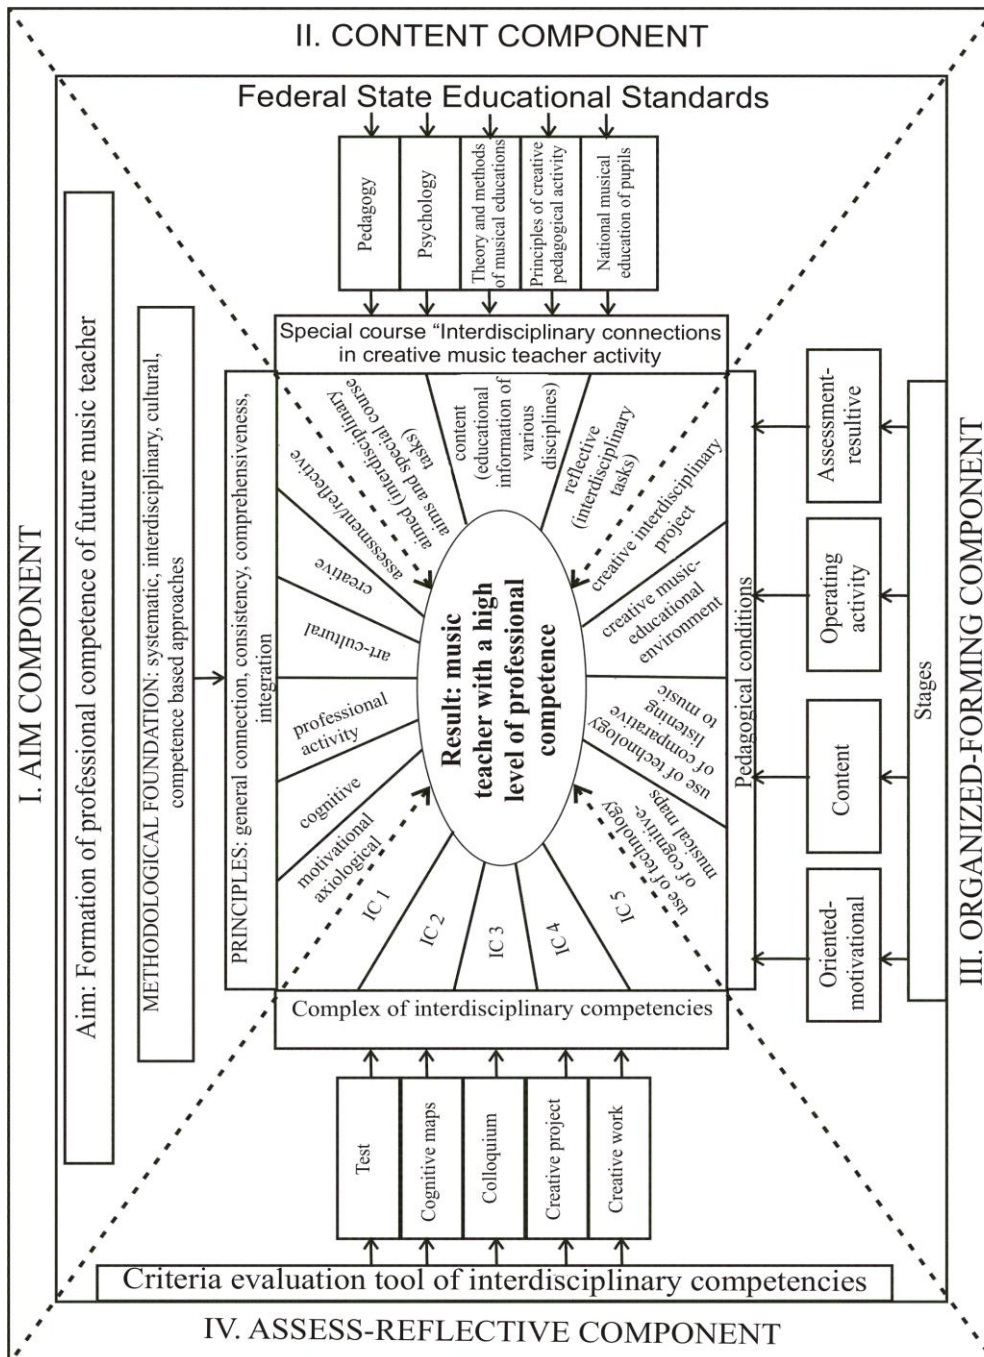 II. CONTENT COMPONENT
Federal State Educational Standards
Pedagogy
Psychology
Theory and methods
of musical educations
Principles of creative
pedagogical activity
National musical
education of pupils
Special course “Interdisciplinary connections
in creative music teacher activity
I. AIM COMPONENT
Aim: Formation of professional competence of future music teacher
METHODOLOGICAL FOUNDATION: systematic, interdisciplinary, cultural,
competence based approaches
PRINCIPLES: general connection, consistency, comprehensiveness,
integration
aimed (interdisciplinary
aims and special course
tasks)
content
(educational
information of
various
disciplines)
reflective
(interdisciplinary
tasks)
assessment/reflective
creative
art-cultural
professional
activity
cognitive
motivational
axiological
Result: music
teacher with a high
level of professional
competence
creative interdisciplinary
project
creative music-
educational
environment
use of technology
of comparative
listening
to music
use of technology
of cognitive-
musical maps
IC 1
IC 2
IC 3
IC 4
IC 5
Pedagogical conditions
Assessment-
resultive
Operating
activity
Content
Oriented-
motivational
Stages
III. ORGANIZED-FORMING COMPONENT
Complex of interdisciplinary competencies
Test
Cognitive maps
Colloquium
Creative project
Creative work
Criteria evaluation tool of interdisciplinary competencies
IV. ASSESS-REFLECTIVE COMPONENT